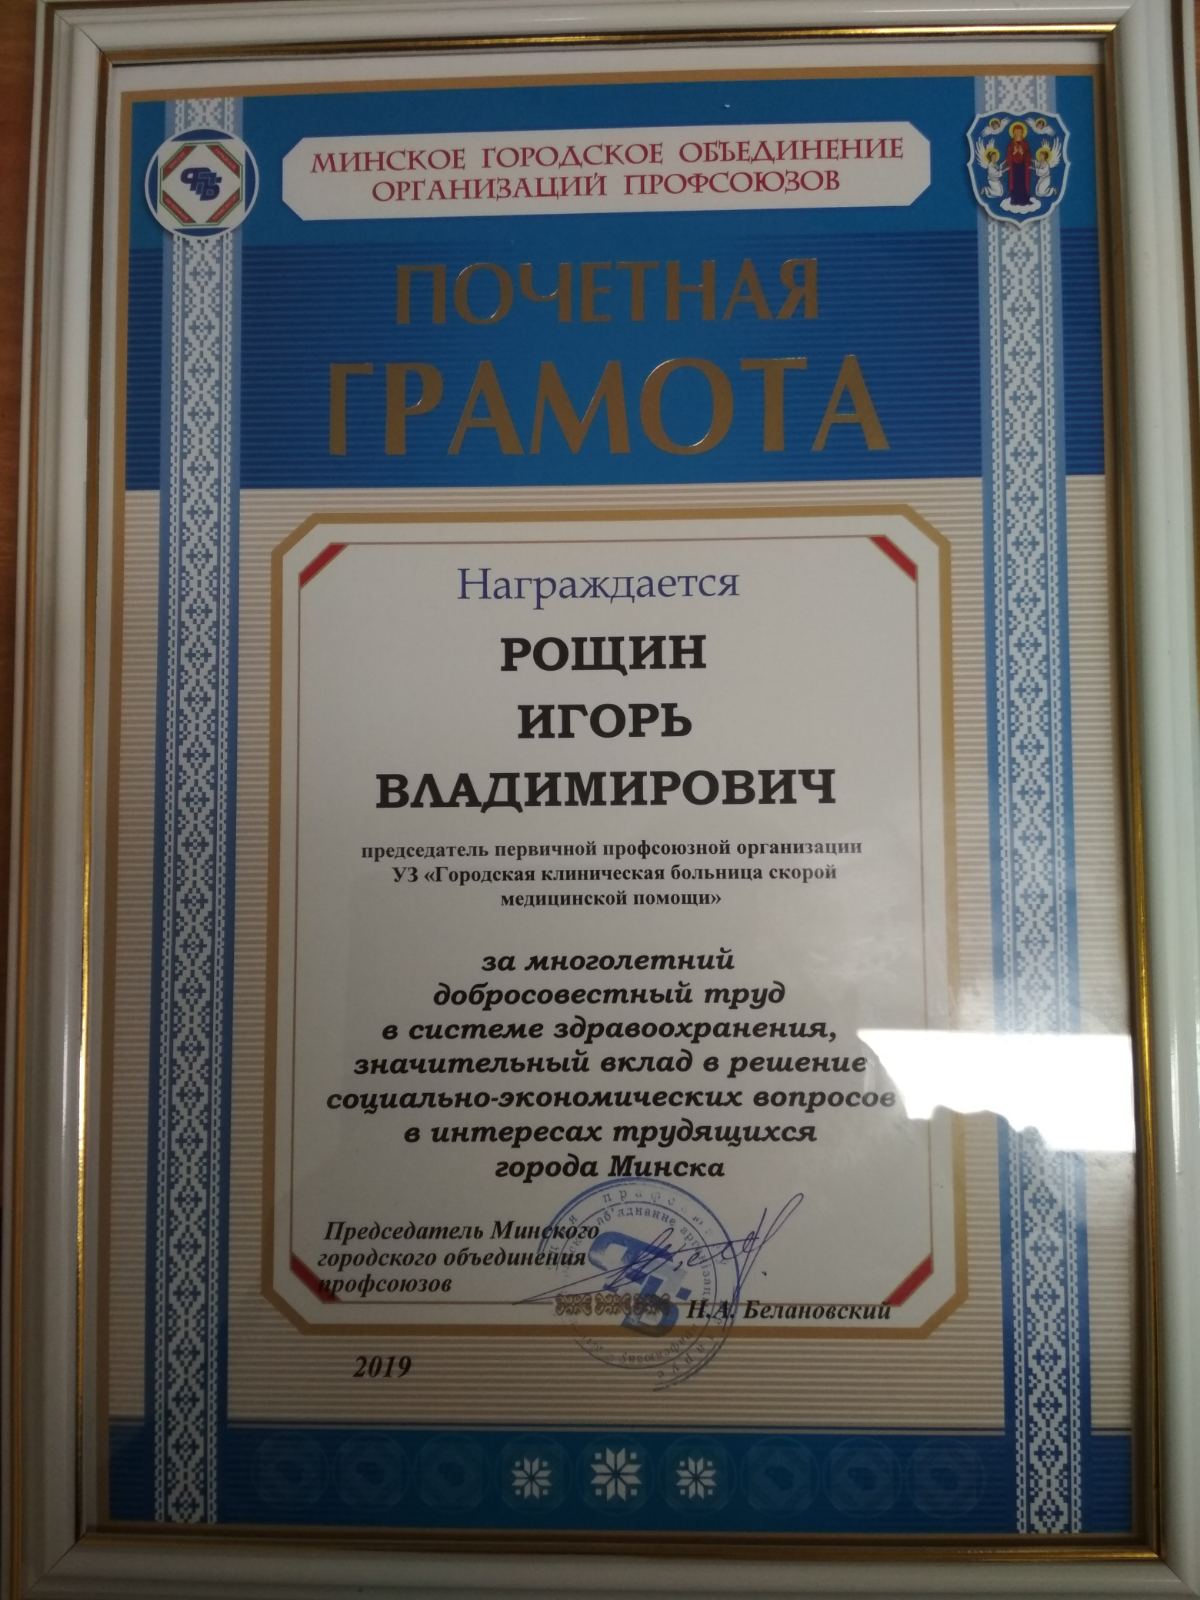 МИНСКОЕ ГОРОДСКОЕ ОБЪЕДИНЕНИЕ
ОРГАНИЗАЦИЙ ПРОФСОЮЗОВ
ПОЧЕТНАЯ
ГРАМОТА
Награждается
РОЩИН
ИГОРЬ
ВЛАДИМИРОВИЧ
председатель первичной профсоюзной организации
УЗ «Городская клиническая больница скорой
медицинской помощи»
за многолетний
добросовестный труд
в системе здравоохранения,
значительный вклад в решение
социально-экономических вопросов
в интересах трудящихся
города Минска
Председатель Минского
городского объединения
профсоюзов
Н.А. Белановский
2019